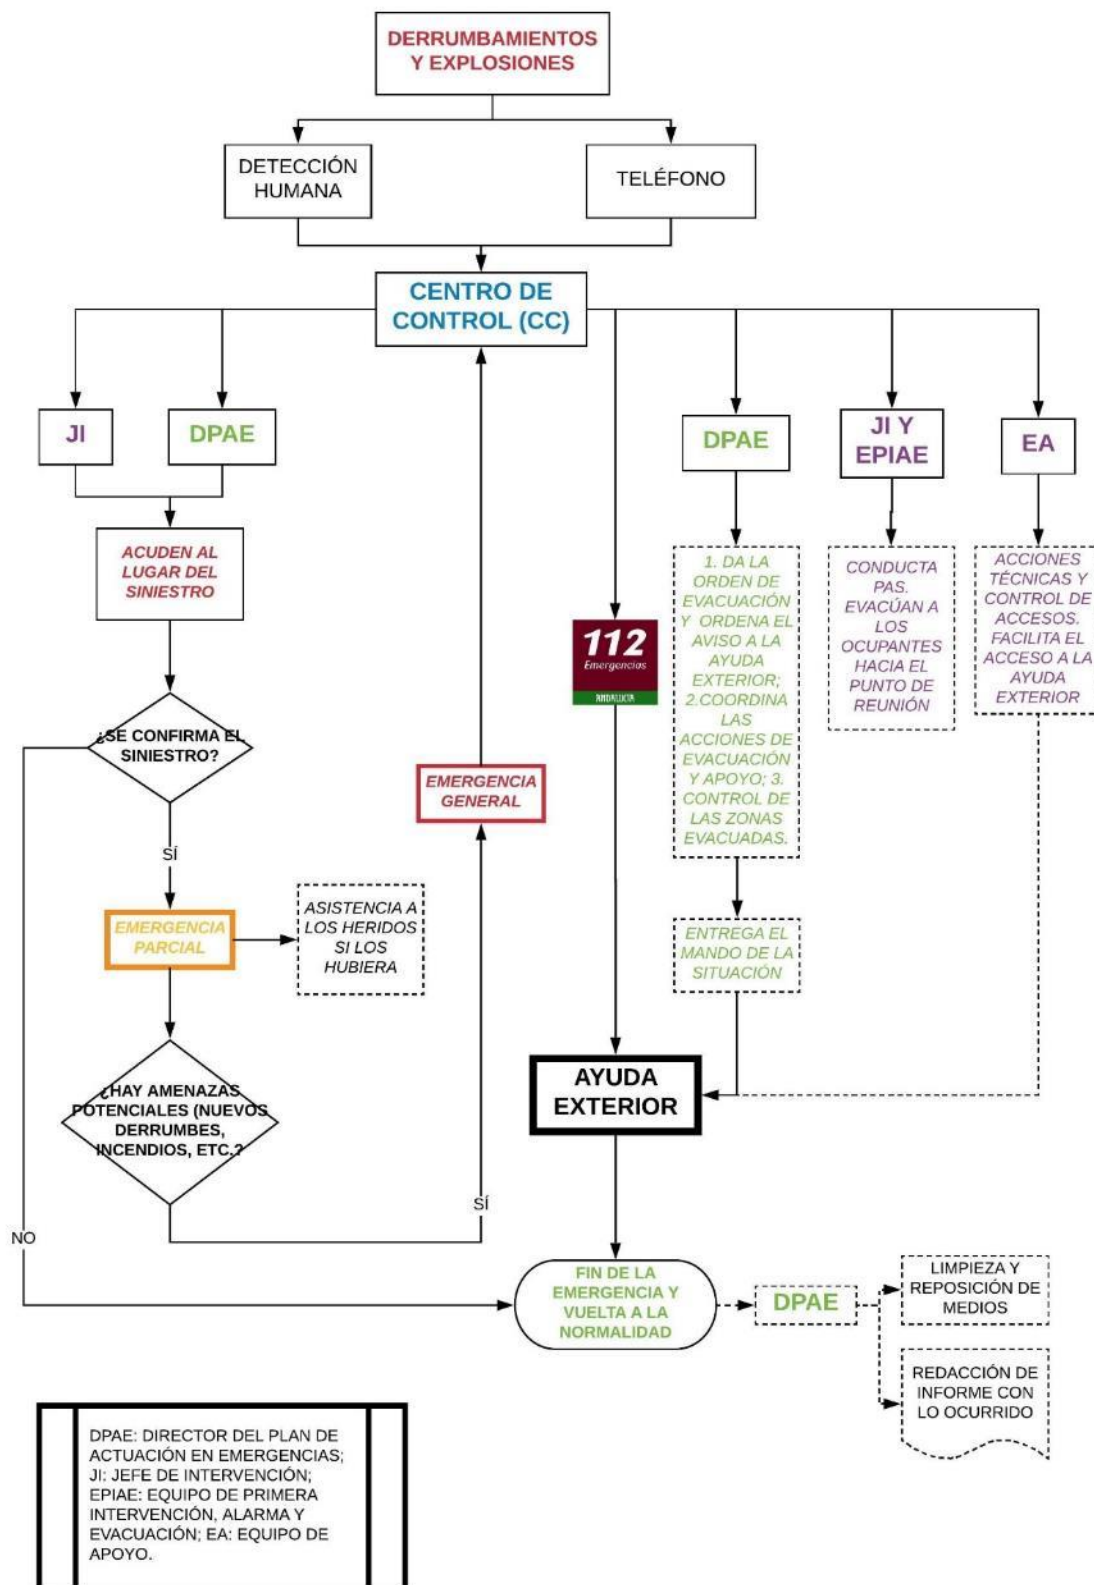 DERRUMBAMIENTOS
Y EXPLOSIONES
DETECCIÓN
HUMANA
TELÉFONO
CENTRO DE
CONTROL (CC)
JI
DPAE
DPAE
JI Y
EPIAE
EA
ACUDEN AL
LUGAR DEL
SINIESTRO
1. DA LA
ORDEN DE
EVACUACIÓN
Y ORDENA EL
AVISO A LA
AYUDA
EXTERIOR;
2.COORDINA
LAS
ACCIONES DE
EVACUACIÓN
Y APOYO; 3.
CONTROL DE
LAS ZONAS
EVACUADAS.
CONDUCTA
PAS.
EVACÚAN A
LOS
OCUPANTES
HACIA EL
PUNTO DE
REUNIÓN
ACCIONES
TÉCNICAS Y
CONTROL DE
ACCESOS.
FACILITA EL
ACCESO A LA
AYUDA
EXTERIOR
112
Emergencias
ANDALUCIA
¿SE CONFIRMA EL
SINIESTRO?
EMERGENCIA
GENERAL
SÍ
EMERGENCIA
PARCIAL
ASISTENCIA A
LOS HERIDOS
SI LOS
HUBIERA
ENTREGA EL
MANDO DE LA
SITUACIÓN
¿HAY AMENAZAS
POTENCIALES (NUEVOS
DERRUMBES,
INCENDIOS, ETC.?
AYUDA
EXTERIOR
SÍ
NO
FIN DE LA
EMERGENCIA Y
VUELTA A LA
NORMALIDAD
DPAE
LIMPIEZA Y
REPOSICIÓN DE
MEDIOS
REDACCIÓN DE
INFORME CON
LO OCURRIDO
DPAE: DIRECTOR DEL PLAN DE
ACTUACIÓN EN EMERGENCIAS;
JI: JEFE DE INTERVENCIÓN;
EPIAE: EQUIPO DE PRIMERA
INTERVENCIÓN, ALARMA Y
EVACUACIÓN; EA: EQUIPO DE
APOYO.